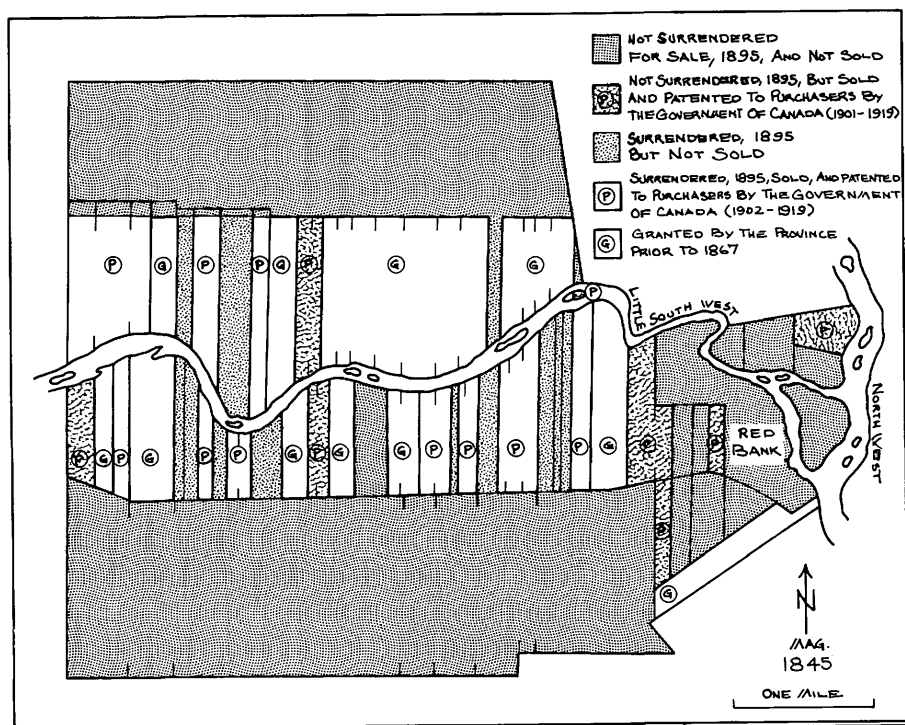 NOT SURRENDERED
FOR SALE, 1895, AND NOT SOLD
NOT SURRENDERED, 1895, BUT SOLD
AND PATENTED TO PURCHASERS BY
THE GOVERNMENT OF CANADA (1901-1919)
P
SURRENDERED, 1895
BUT NOT SOLD
SURRENDERED, 1895, SOLD, AND PATENTED
TO PURCHASERS BY THE GOVERNMENT
OF CANADA (1902-1919)
P
GRANTED BY THE PROVINCE
PRIOR TO 1867
G
P G P P G P G G
P
LITTLE SOUTH WEST
P
NORTH WEST
RED
BANK
P G P G P P G P G G P P P G P G P P
P
G
N
MAG.
1845
ONE MILE